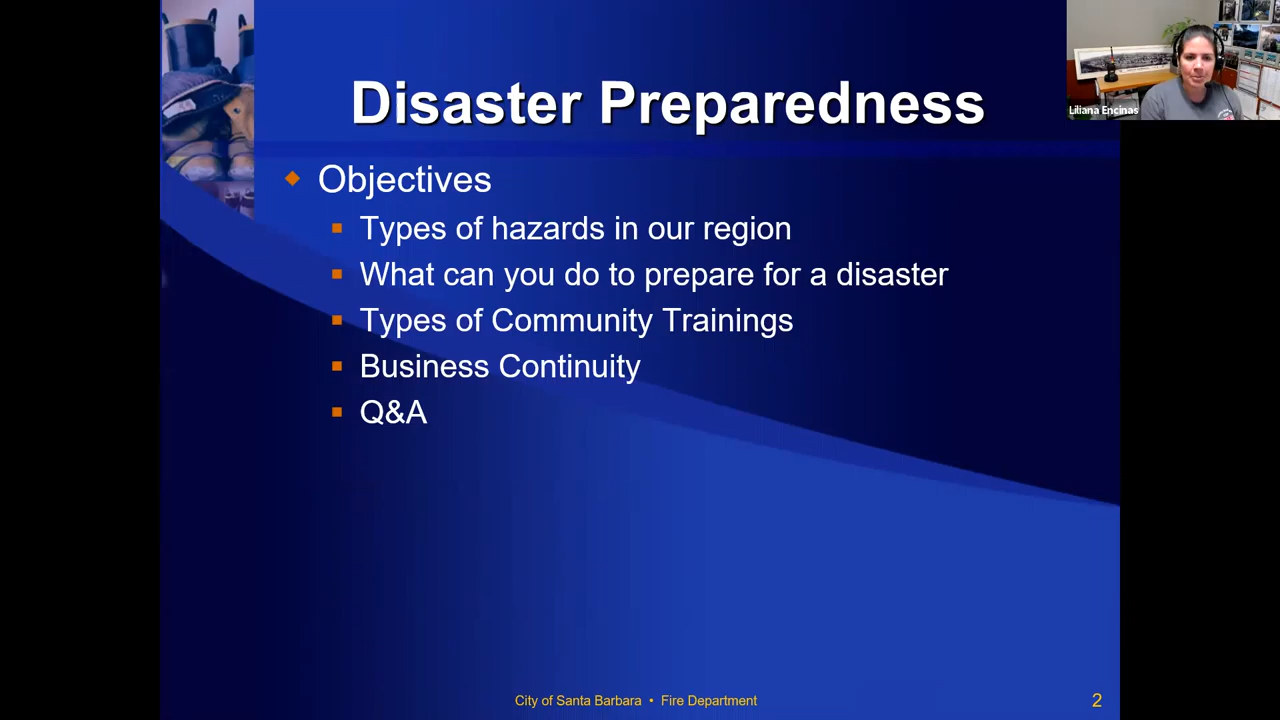 Disaster Preparedness
Liliana Encinas
Objectives
Types of hazards in our region
What can you do to prepare for a disaster
Types of Community Trainings
Business Continuity
Q&A
City of Santa Barbara • Fire Department
2